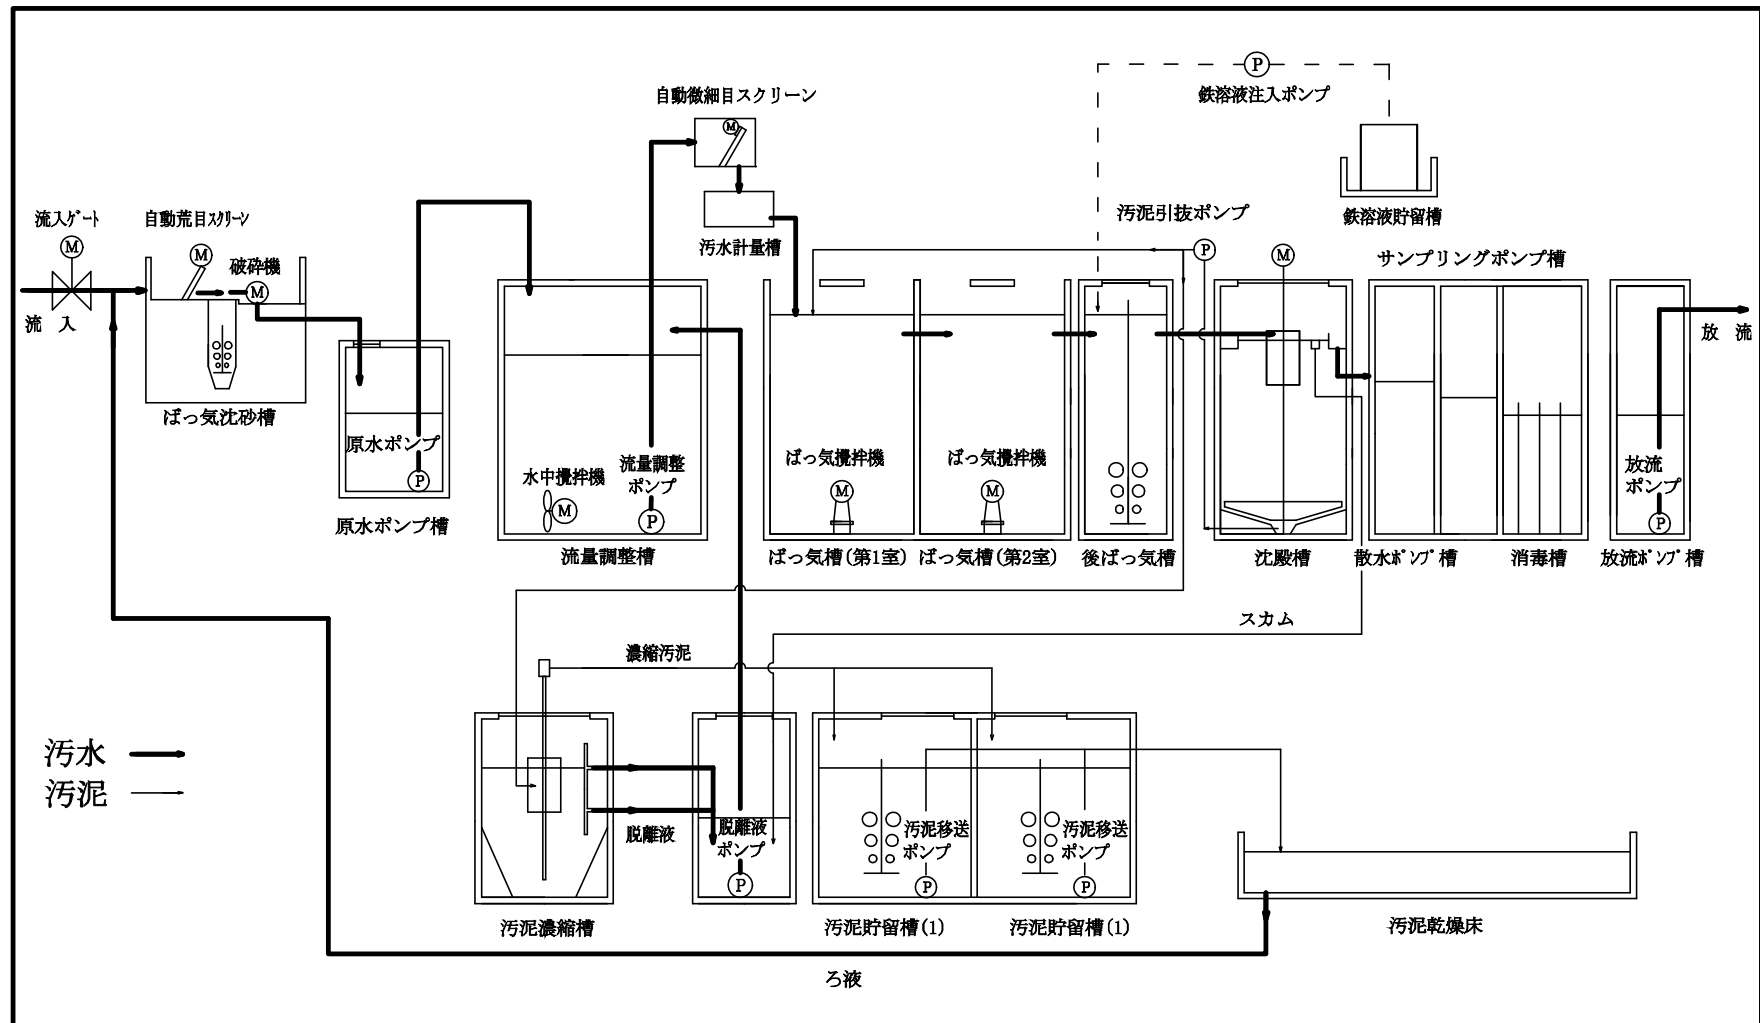 自動微細目スクリーン
鉄溶液注入ポンプ
P
M
流入ゲート
自動荒目スクリーン
汚泥引抜ポンプ
鉄溶液貯留槽
M
M
破砕機
M
汚水計量槽
P
M
サンプリングポンプ槽
流 入
放 流
ばっ気沈砂槽
原水ポンプ
P
水中攪拌機
M
流量調整
ポンプ
P
ばっ気攪拌機
M
ばっ気攪拌機
M
放流
ポンプ
P
原水ポンプ槽
流量調整槽
ばっ気槽(第1室)
ばっ気槽(第2室)
後ばっ気槽
沈殿槽
散水ポンプ槽
消毒槽
放流ポンプ槽
スカム
濃縮汚泥
汚水
汚泥
脱離液
脱離液
ポンプ
P
汚泥移送
ポンプ
P
汚泥移送
ポンプ
P
汚泥濃縮槽
汚泥貯留槽(1)
汚泥貯留槽(1)
汚泥乾燥床
ろ液